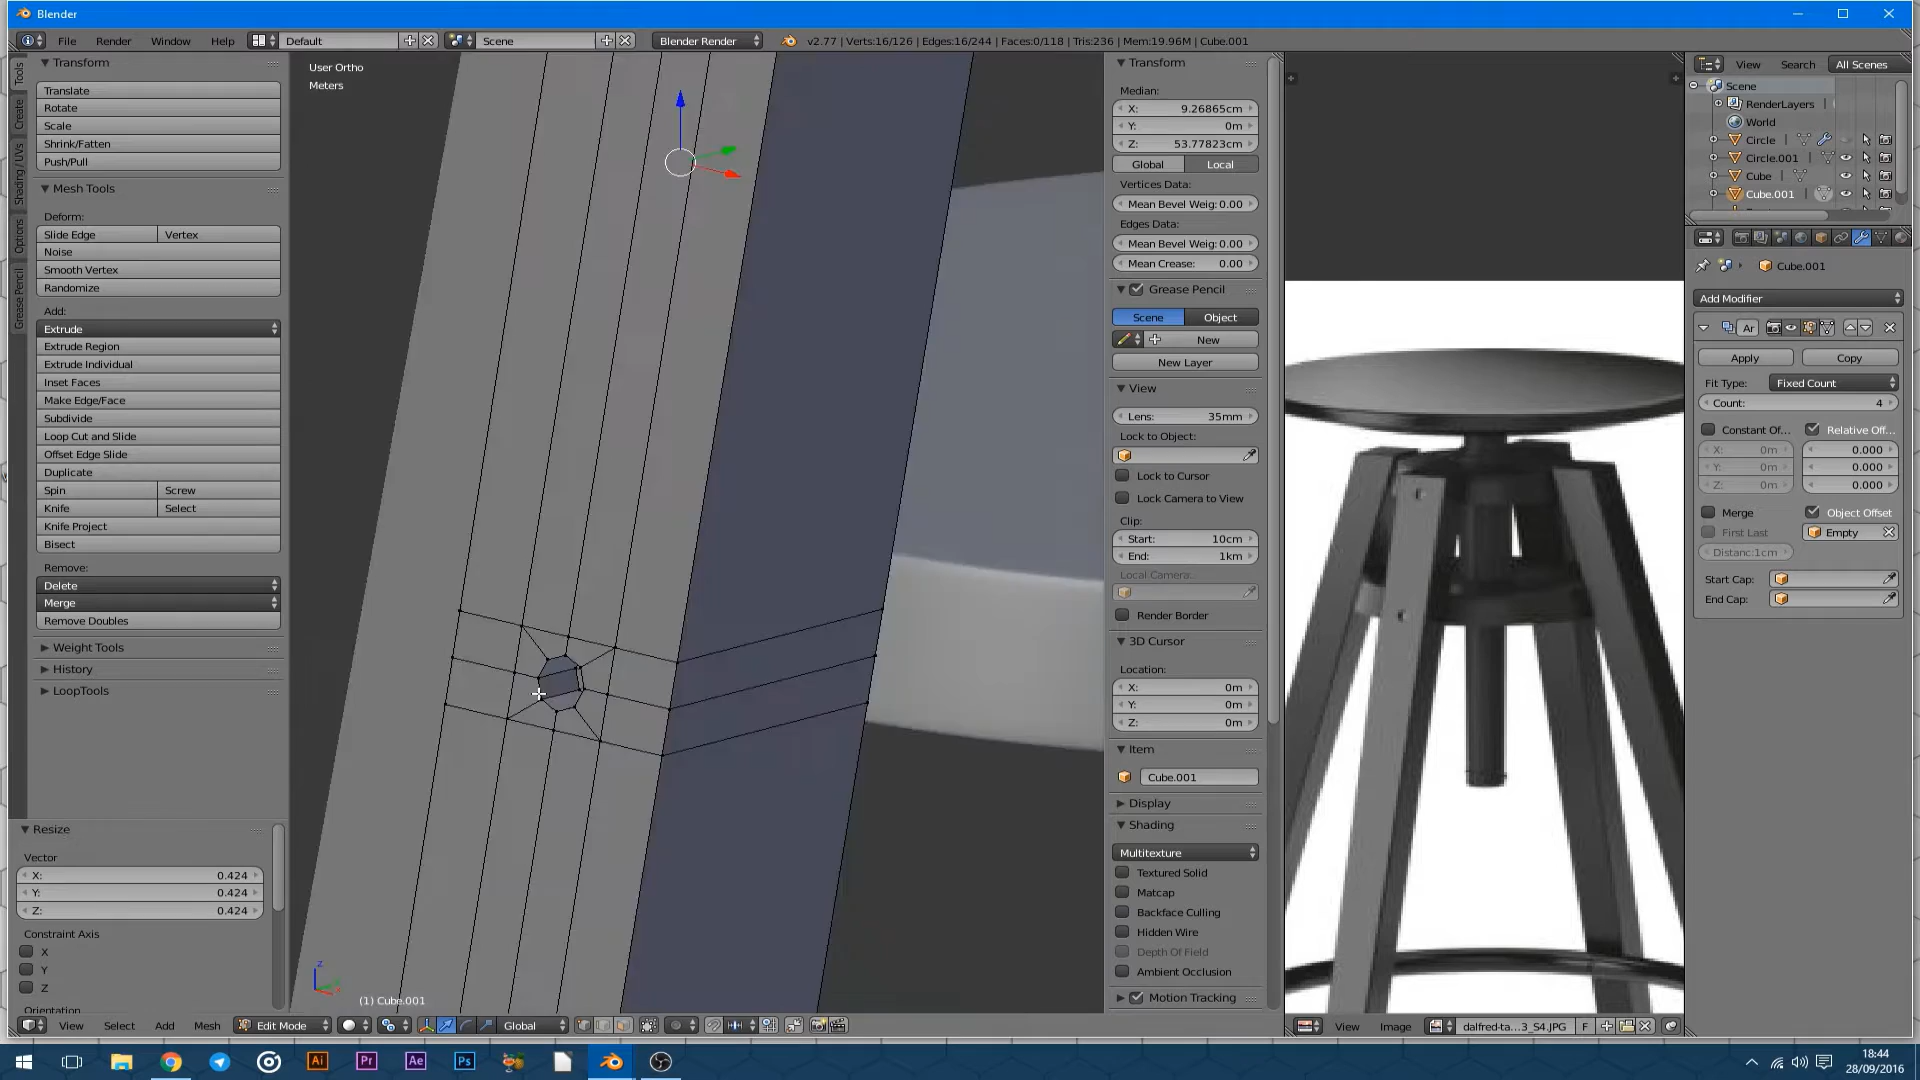 Blender
File Render Window Help Default Scene Blender Render v2.77 | Verts:16/126 | Edges:16/244 | Faces:0/118 | Tris:236 | Mem:19.96M | Cube.001
Tools
Create
Shading / UVs
Options
Grease Pencil
Transform
Translate
Rotate
Scale
Shrink/Fatten
Push/Pull
Mesh Tools
Deform:
Slide Edge Vertex
Noise
Smooth Vertex
Randomize
Add:
Extrude
Extrude Region
Extrude Individual
Inset Faces
Make Edge/Face
Subdivide
Loop Cut and Slide
Offset Edge Slide
Duplicate
Spin Screw
Knife Select
Knife Project
Bisect
Remove:
Delete
Merge
Remove Doubles
Weight Tools
History
LoopTools
Resize
Vector
X: 0.424
Y: 0.424
Z: 0.424
Constraint Axis
X
Y
Z
Orientation
User Ortho
Meters
z
(1) Cube.001
View Select Add Mesh Edit Mode Global
Transform
Median:
X: 9.26865cm
Y: 0m
Z: 53.77823cm
Global Local
Vertices Data:
Mean Bevel Weig: 0.00
Edges Data:
Mean Bevel Weig: 0.00
Mean Crease: 0.00
Grease Pencil
Scene Object
New
New Layer
View
Lens: 35mm
Lock to Object:
Lock to Cursor
Lock Camera to View
Clip:
Start: 10cm
End: 1km
Local Camera:
Render Border
3D Cursor
Location:
X: 0m
Y: 0m
Z: 0m
Item
Cube.001
Display
Shading
Multitexture
Textured Solid
Matcap
Backface Culling
Hidden Wire
Depth Of Field
Ambient Occlusion
Motion Tracking
View Image dalfred-ta...3_S4.JPG F
View Search All Scenes
Scene
RenderLayers
World
Circle
Circle.001
Cube
Cube.001
Cube.001
Add Modifier
Ar
Apply Copy
Fit Type: Fixed Count
Count: 4
Constant Of... Relative Off...
X: 0m 0.000
Y: 0m 0.000
Z: 0m 0.000
Merge Object Offset
First Last Empty
Distanc:1cm
Start Cap:
End Cap:
Ai Pr Ae Ps
18:44
28/09/2016